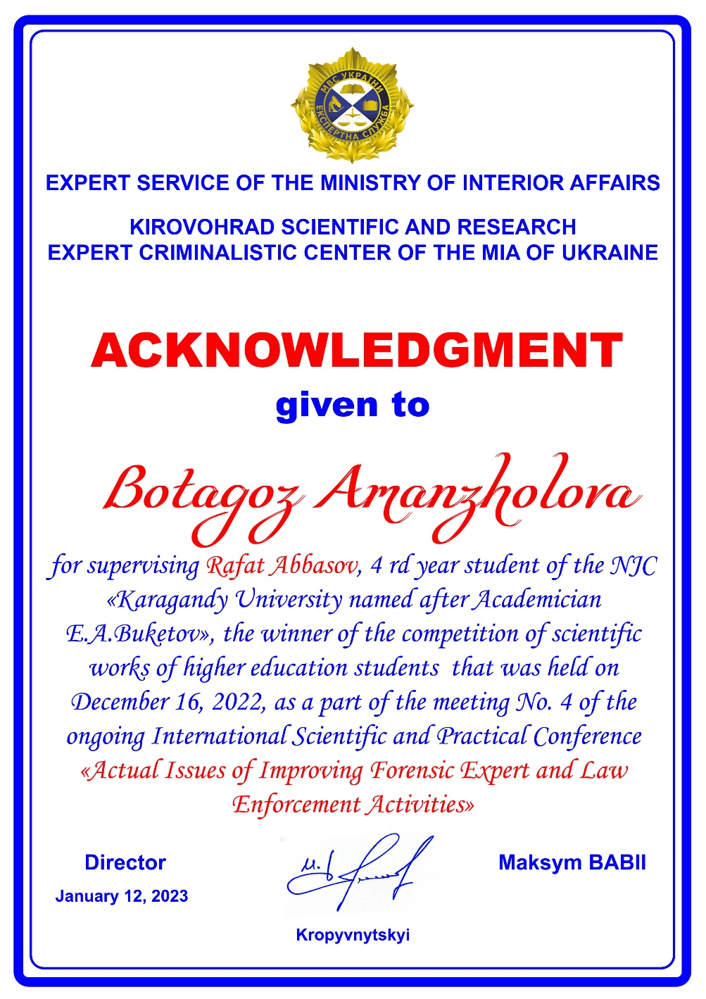 МВС УКРАЇНИ
ЕКСПЕРТНА СЛУЖБА
EXPERT SERVICE OF THE MINISTRY OF INTERIOR AFFAIRS
KIROVOHRAD SCIENTIFIC AND RESEARCH
EXPERT CRIMINALISTIC CENTER OF THE MIA OF UKRAINE
ACKNOWLEDGMENT
given to
Botagoz Amanzholova
for supervising Rafat Abbasov, 4 rd year student of the NJC
«Karagandy University named after Academician
E.A.Buketov», the winner of the competition of scientific
works of higher education students  that was held on
December 16, 2022, as a part of the meeting No. 4 of the
ongoing International Scientific and Practical Conference
«Actual Issues of Improving Forensic Expert and Law
Enforcement Activities»
Director
Maksym BABII
January 12, 2023
Kropyvnytskyi